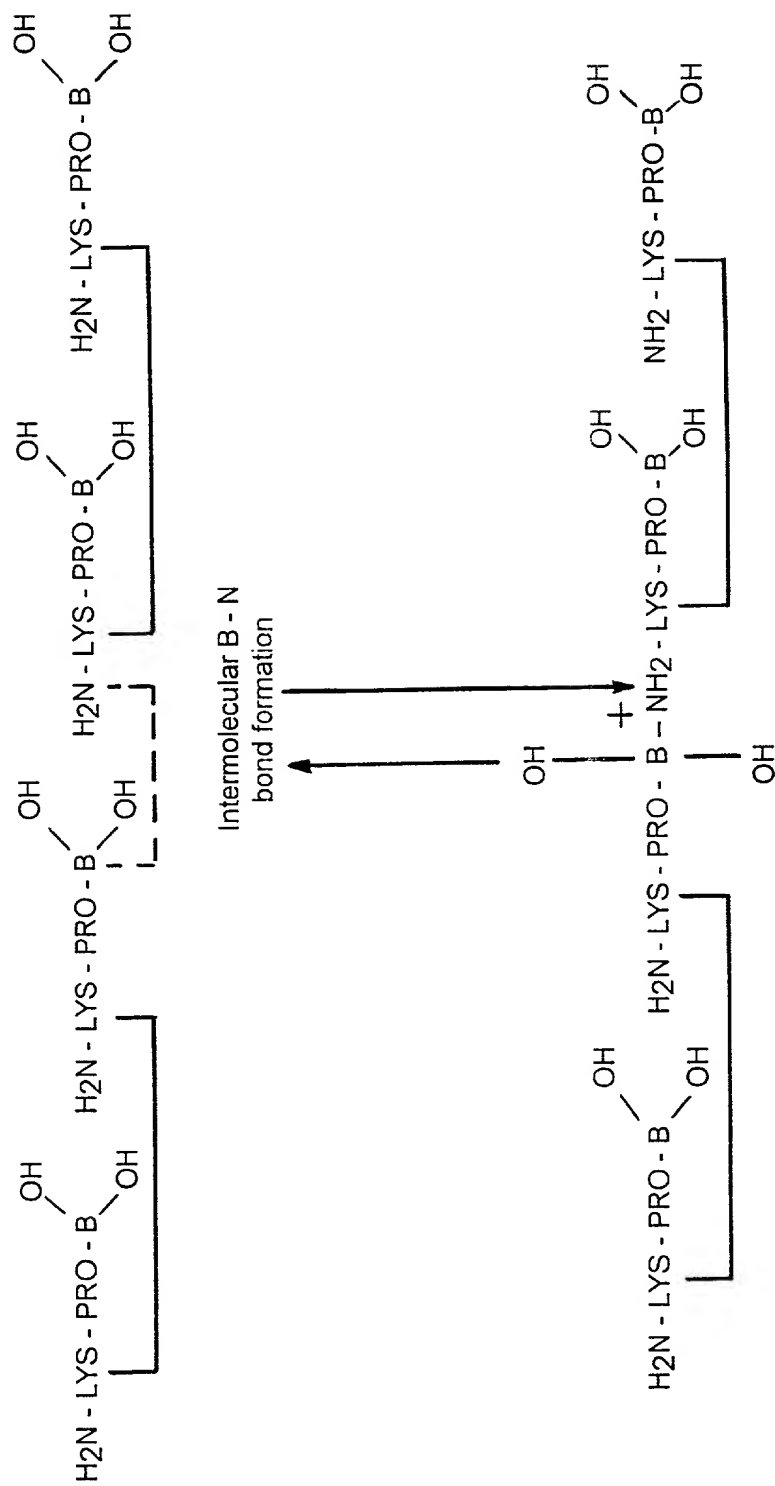 OH OH OH OH
H2N - LYS - PRO - B H2N - LYS - PRO - B H2N - LYS - PRO - B H2N - LYS - PRO - B
OH OH OH OH
Intermolecular B - N
bond formation
OH OH OH OH
+
H2N - LYS - PRO - B H2N - LYS - PRO - B – NH2 - LYS - PRO - B NH2 - LYS - PRO - B
OH OH OH OH